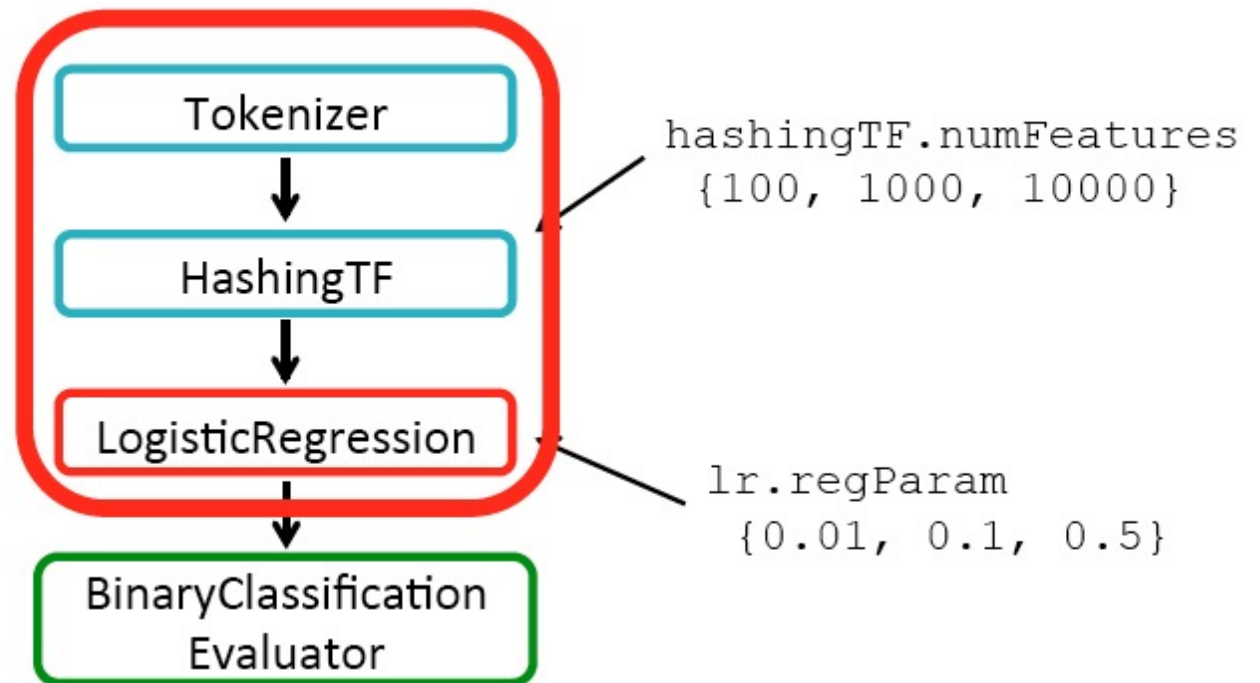 Tokenizer
hashingTF.numFeatures
{100, 1000, 10000}
HashingTF
LogisticRegression
lr.regParam
{0.01, 0.1, 0.5}
BinaryClassification
Evaluator